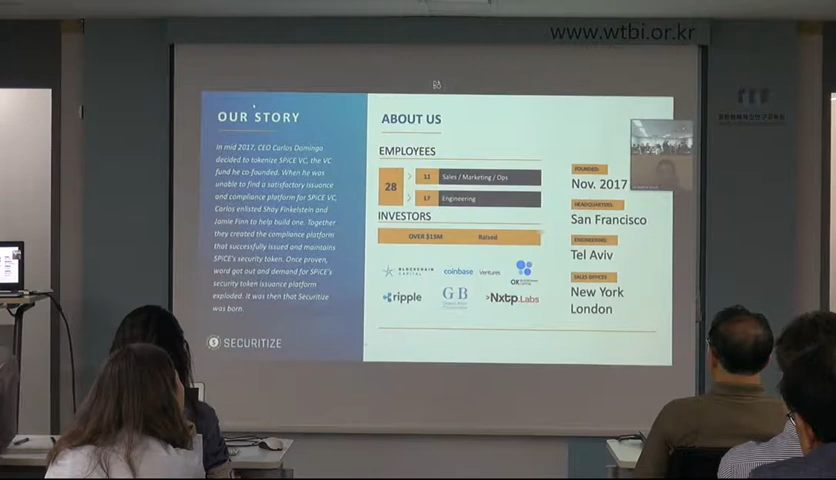 www.wtbi.or.kr
OUR STORY
In mid 2017, CEO Carlos Domingo
decided to tokenize SPiCE VC, the VC
fund he co-founded. When he was
unable to find a satisfactory issuance
and compliance platform for SPiCE VC,
Carlos enlisted Shay Finkelstein and
Jamie Finn to help build one. Together
they created the compliance platform
that successfully issued and maintains
SPiCE's security token. Once proven,
word got out and demand for SPiCE's
security token issuance platform
exploded. It was then that Securitize
was born.
SECURITIZE
ABOUT US
EMPLOYEES
28
12 Sales / Marketing / Ops
17 Engineering
INVESTORS
OVER $15M Raised
BLOCKCHAIN
CAPITAL
coinbase Ventures
OK BLOCKCHAIN
CAPITAL
ripple
GB
Nxtp.Labs
FOUNDED:
Nov. 2017
HEADQUARTERS:
San Francisco
ENGINEERING:
Tel Aviv
SALES OFFICES
New York
London